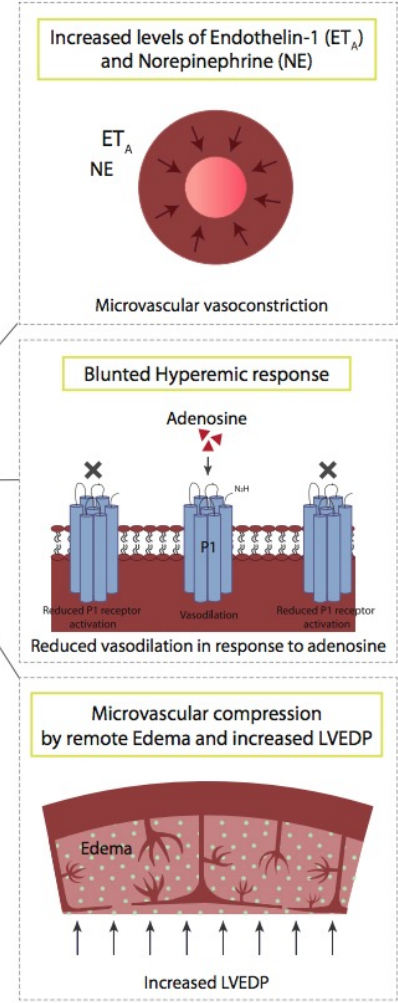 Increased levels of Endothelin-1 (ETA)
and Norepinephrine (NE)
ETA
NE
Microvascular vasoconstriction
Blunted Hyperemic response
Adenosine
N₂H
P1
Reduced P1 receptor
activation
Vasodilation
Reduced P1 receptor
activation
Reduced vasodilation in response to adenosine
Microvascular compression
by remote Edema and increased LVEDP
Edema
Increased LVEDP